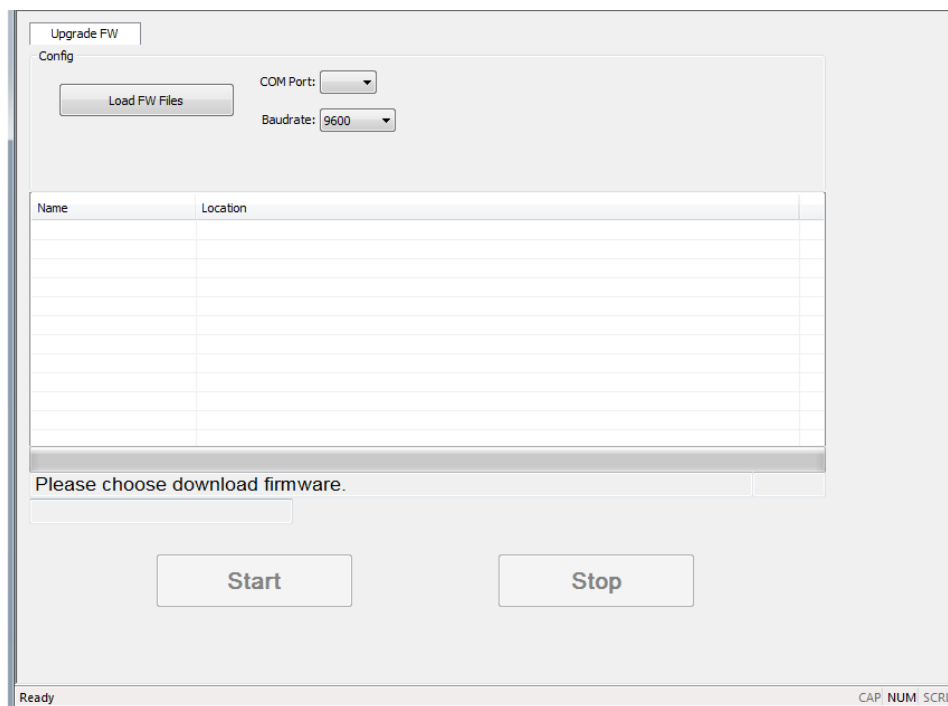 Upgrade FW
Config
Load FW Files
COM Port:
Baudrate: 9600
Name Location
Please choose download firmware.
Start Stop
Ready CAP NUM SCRL